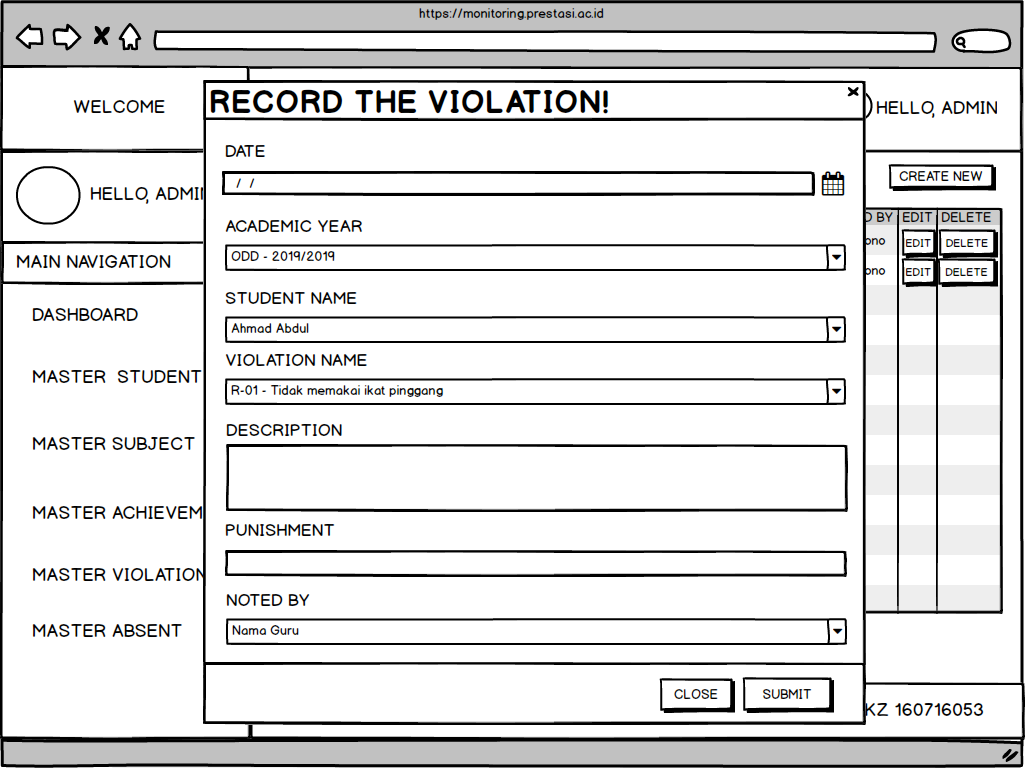 https://monitoring.prestasi.ac.id
WELCOME
HELLO, ADMIN
HELLO, ADMIN
MAIN NAVIGATION
DASHBOARD
MASTER  STUDENT
MASTER SUBJECT
MASTER ACHIEVEM
MASTER VIOLATION
MASTER ABSENT
RECORD THE VIOLATION!
DATE
/ /
ACADEMIC YEAR
ODD - 2019/2019
STUDENT NAME
Ahmad Abdul
VIOLATION NAME
R-01 - Tidak memakai ikat pinggang
DESCRIPTION
PUNISHMENT
NOTED BY
Nama Guru
CLOSE SUBMIT
CREATE NEW
D BY EDIT DELETE
ono EDIT DELETE
ono EDIT DELETE
KZ 160716053